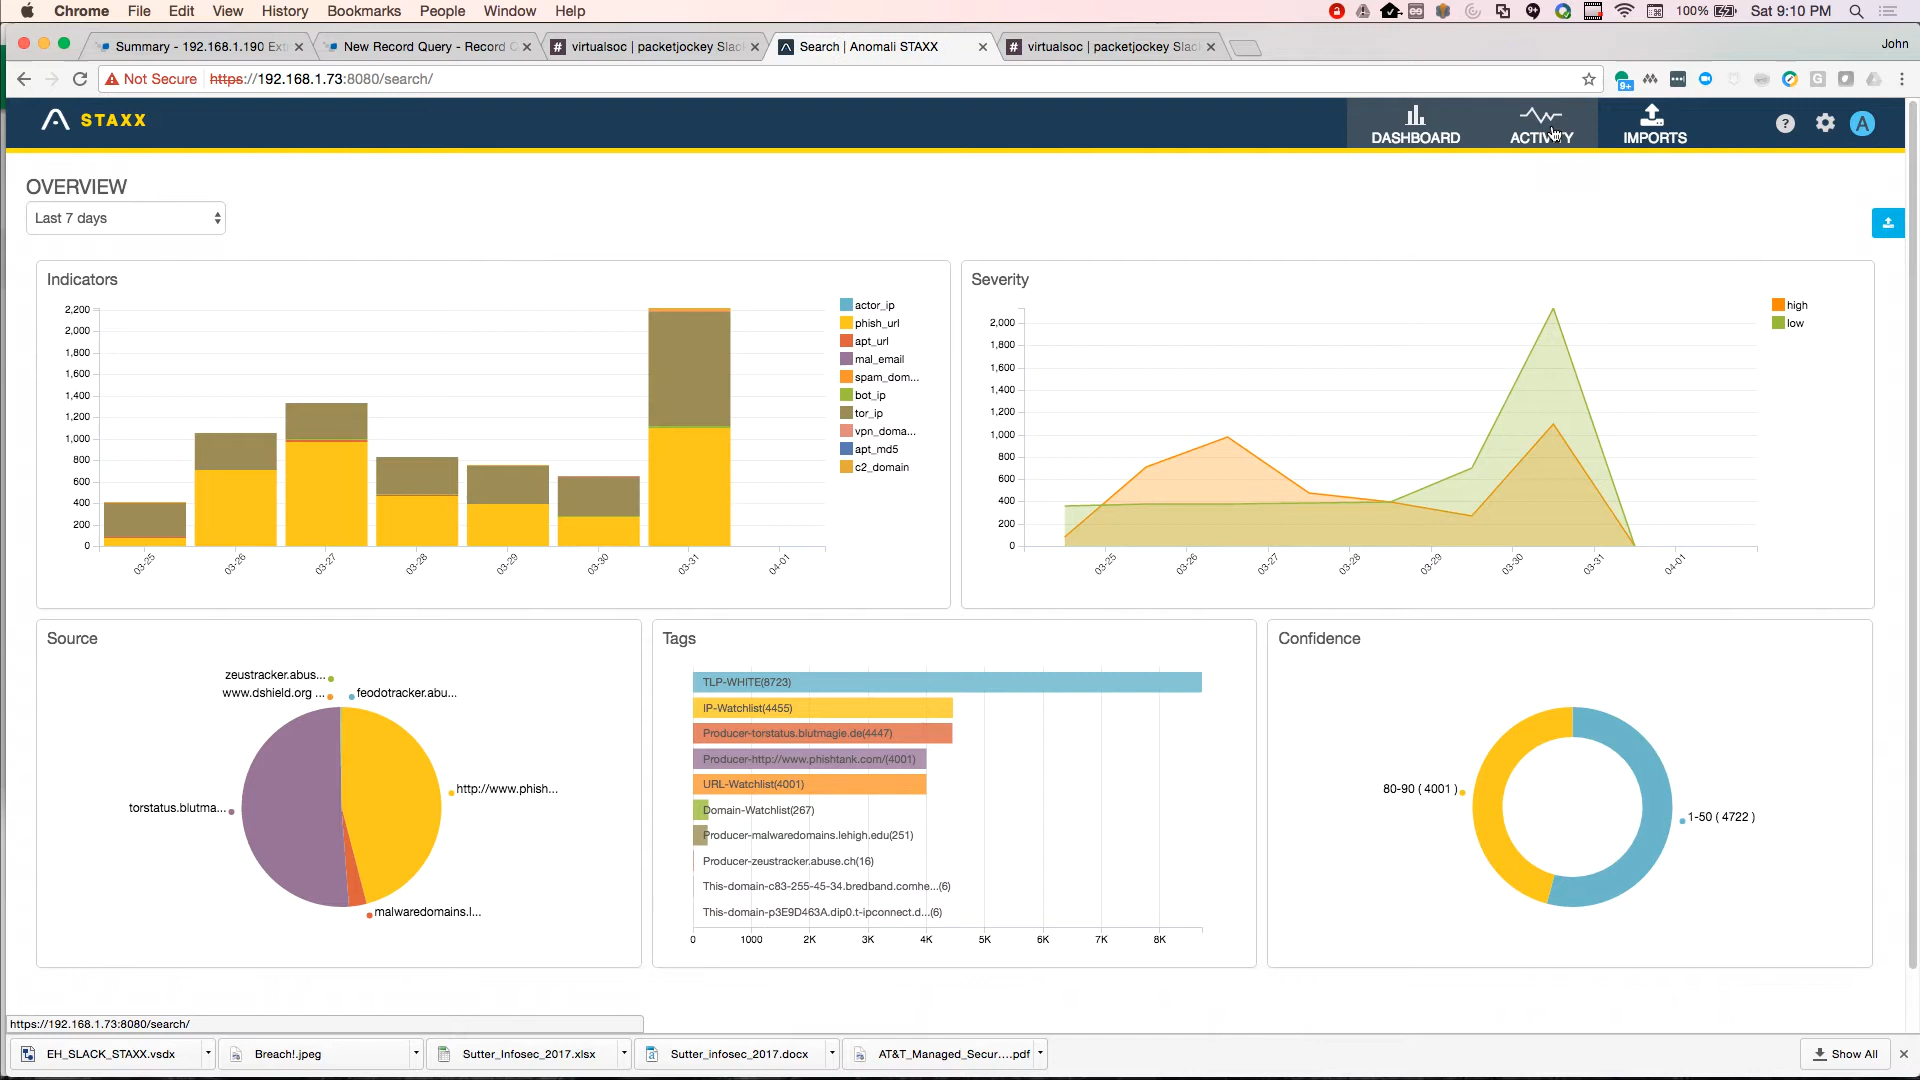 Chrome File Edit View History Bookmarks People Window Help 100% Sat 9:10 PM
Summary - 192.168.1.190 Ext
New Record Query - Record
virtualsoc | packetjockey Slac
Search | Anomali STAXX
virtualsoc | packetjockey Slac
John
Not Secure https://192.168.1.73:8080/search/
STAXX
DASHBOARD
ACTIVITY
IMPORTS
?
A
OVERVIEW
Last 7 days
Indicators
2,200
2,000
1,800
1,600
1,400
1,200
1,000
800
600
400
200
0
03-25
03-26
03-27
03-28
03-29
03-30
03-31
04-01
actor_ip
phish_url
apt_url
mal_email
spam_dom...
bot_ip
tor_ip
vpn_doma...
apt_md5
c2_domain
Severity
2,000
1,800
1,600
1,400
1,200
1,000
800
600
400
200
0
03-25
03-26
03-27
03-28
03-29
03-30
03-31
04-01
high
low
Source
zeustracker.abus...
www.dshield.org ...
feodotracker.abu...
http://www.phish...
torstatus.blutma...
malwaredomains.l...
Tags
TLP-WHITE(8723)
IP-Watchlist(4455)
Producer-torstatus.blutmagie.de(4447)
Producer-http://www.phishtank.com/(4001)
URL-Watchlist(4001)
Domain-Watchlist(267)
Producer-malwaredomains.lehigh.edu(251)
Producer-zeustracker.abuse.ch(16)
This-domain-c83-255-45-34.bredband.comhe...(6)
This-domain-p3E9D463A.dip0.t-ipconnect.d...(6)
0 1000 2K 3K 4K 5K 6K 7K 8K
Confidence
80-90 ( 4001 )
1-50 ( 4722 )
https://192.168.1.73:8080/search/
EH_SLACK_STAXX.vsdx
Breach!.jpeg
Sutter_Infosec_2017.xlsx
Sutter_infosec_2017.docx
AT&T_Managed_Secur....pdf
Show All